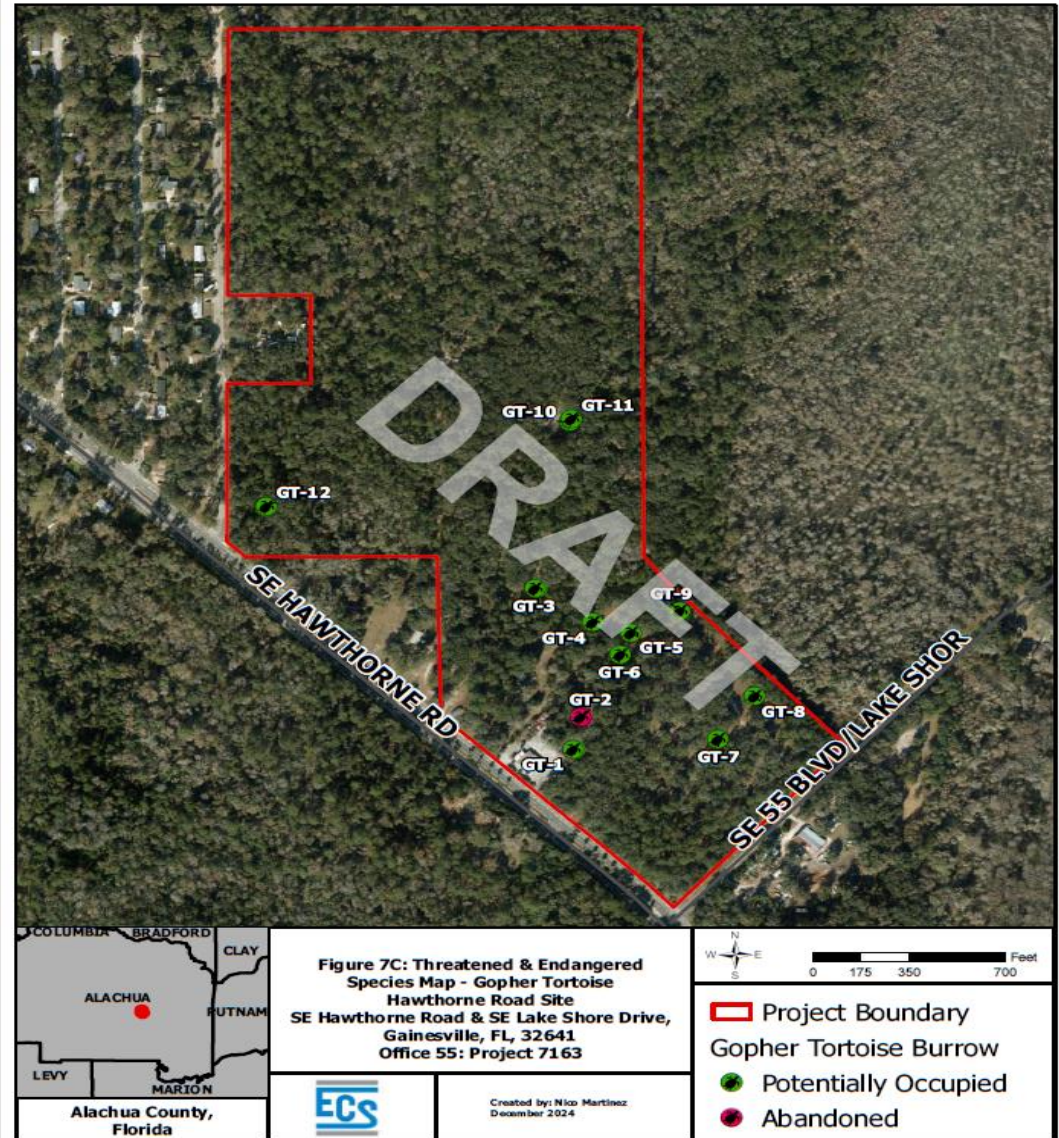 GT-10
GT-11
GT-12
GT-3
GT-9
GT-4
GT-5
GT-6
GT-2
GT-8
GT-7
GT-1
SE HAWTHORNE RD
SE 55 BLVD/LAKE SHOR
DRAFT
COLUMBIA
BRADFORD
CLAY
ALACHUA
PUTNAM
LEVY
MARION
Alachua County,
Florida
Figure 7C: Threatened & Endangered
Species Map - Gopher Tortoise
Hawthorne Road Site
SE Hawthorne Road & SE Lake Shore Drive,
Gainesville, FL, 32641
Office 55: Project 7163
ECS
Created by: Nico Martinez
December 2024
N
W E
S
Feet
0 175 350 700
Project Boundary
Gopher Tortoise Burrow
Potentially Occupied
Abandoned